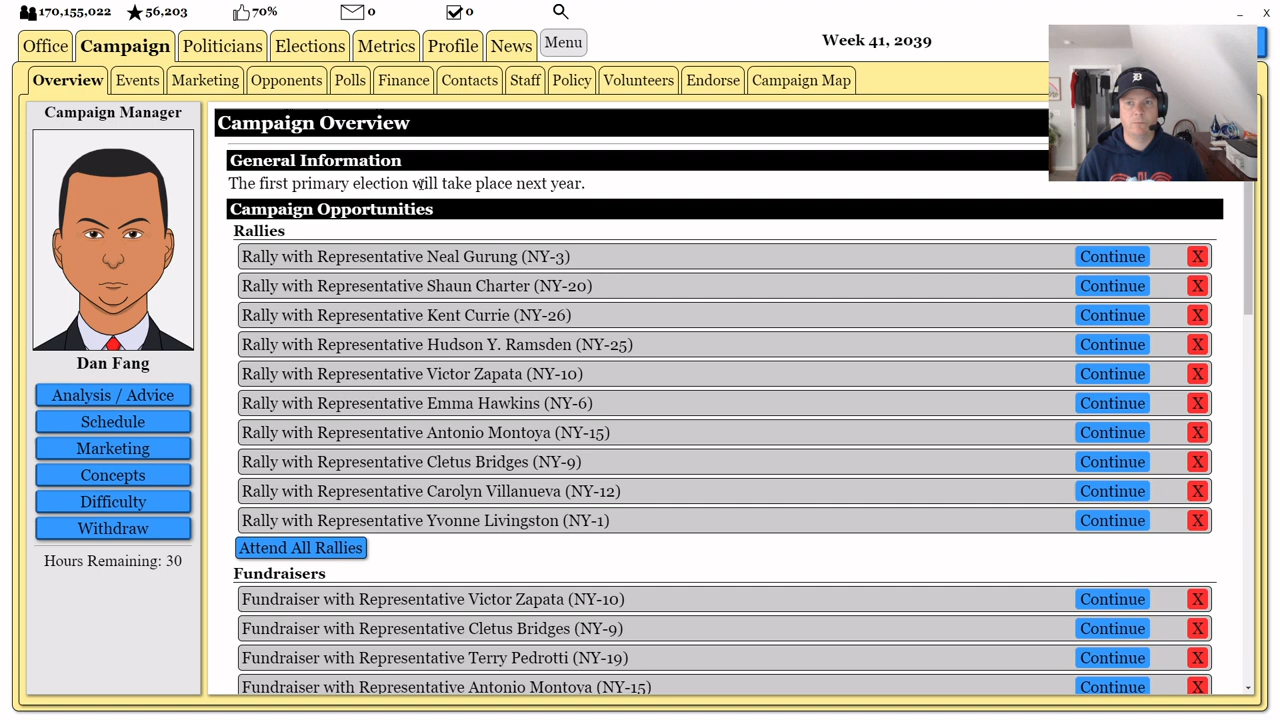 170,155,022 56,203 70% 0 0
_ X
Office Campaign Politicians Elections Metrics Profile News Menu Week 41, 2039
Overview Events Marketing Opponents Polls Finance Contacts Staff Policy Volunteers Endorse Campaign Map
Campaign Manager
Dan Fang
Analysis / Advice
Schedule
Marketing
Concepts
Difficulty
Withdraw
Hours Remaining: 30
Campaign Overview
General Information
The first primary election will take place next year.
Campaign Opportunities
Rallies
Rally with Representative Neal Gurung (NY-3) Continue X
Rally with Representative Shaun Charter (NY-20) Continue X
Rally with Representative Kent Currie (NY-26) Continue X
Rally with Representative Hudson Y. Ramsden (NY-25) Continue X
Rally with Representative Victor Zapata (NY-10) Continue X
Rally with Representative Emma Hawkins (NY-6) Continue X
Rally with Representative Antonio Montoya (NY-15) Continue X
Rally with Representative Cletus Bridges (NY-9) Continue X
Rally with Representative Carolyn Villanueva (NY-12) Continue X
Rally with Representative Yvonne Livingston (NY-1) Continue X
Attend All Rallies
Fundraisers
Fundraiser with Representative Victor Zapata (NY-10) Continue X
Fundraiser with Representative Cletus Bridges (NY-9) Continue X
Fundraiser with Representative Terry Pedrotti (NY-19) Continue X
Fundraiser with Representative Antonio Montoya (NY-15) Continue X